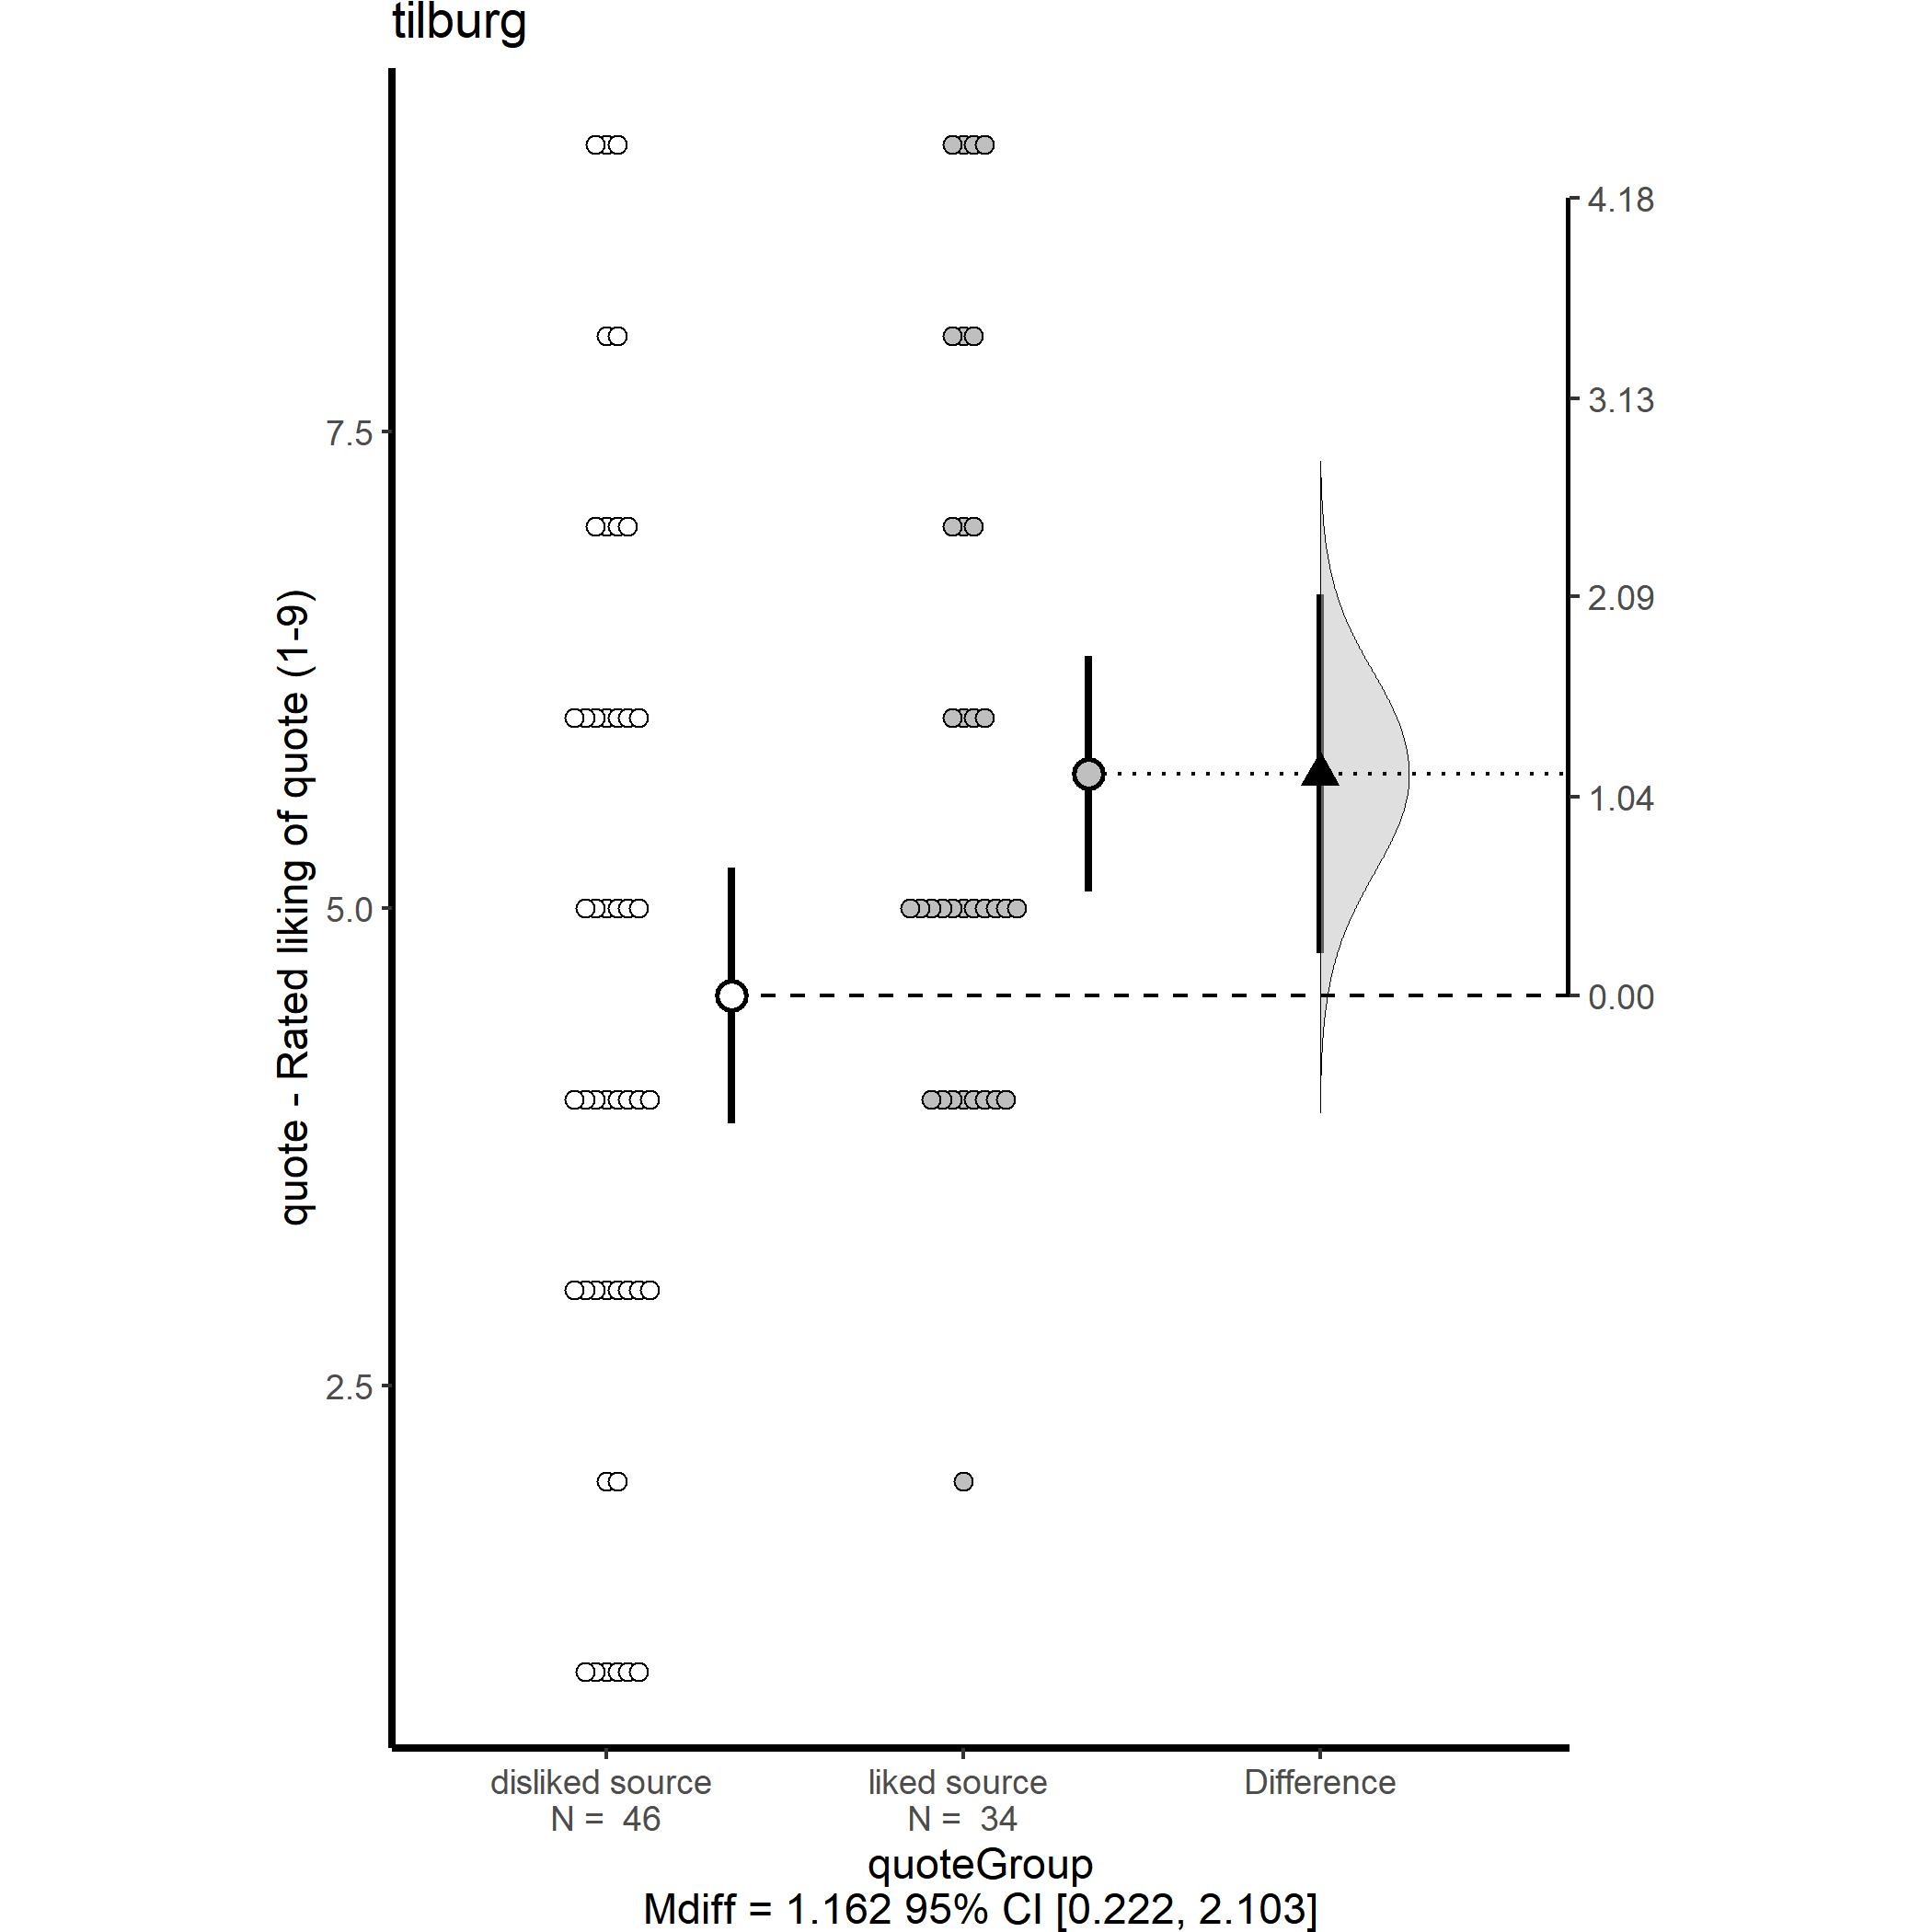 tilburg
4.18
3.13
7.5
2.09
quote - Rated liking of quote (1-9)
1.04
5.0
0.00
2.5
disliked source
N =  46
liked source
N =  34
Difference
quoteGroup
Mdiff = 1.162 95% CI [0.222, 2.103]